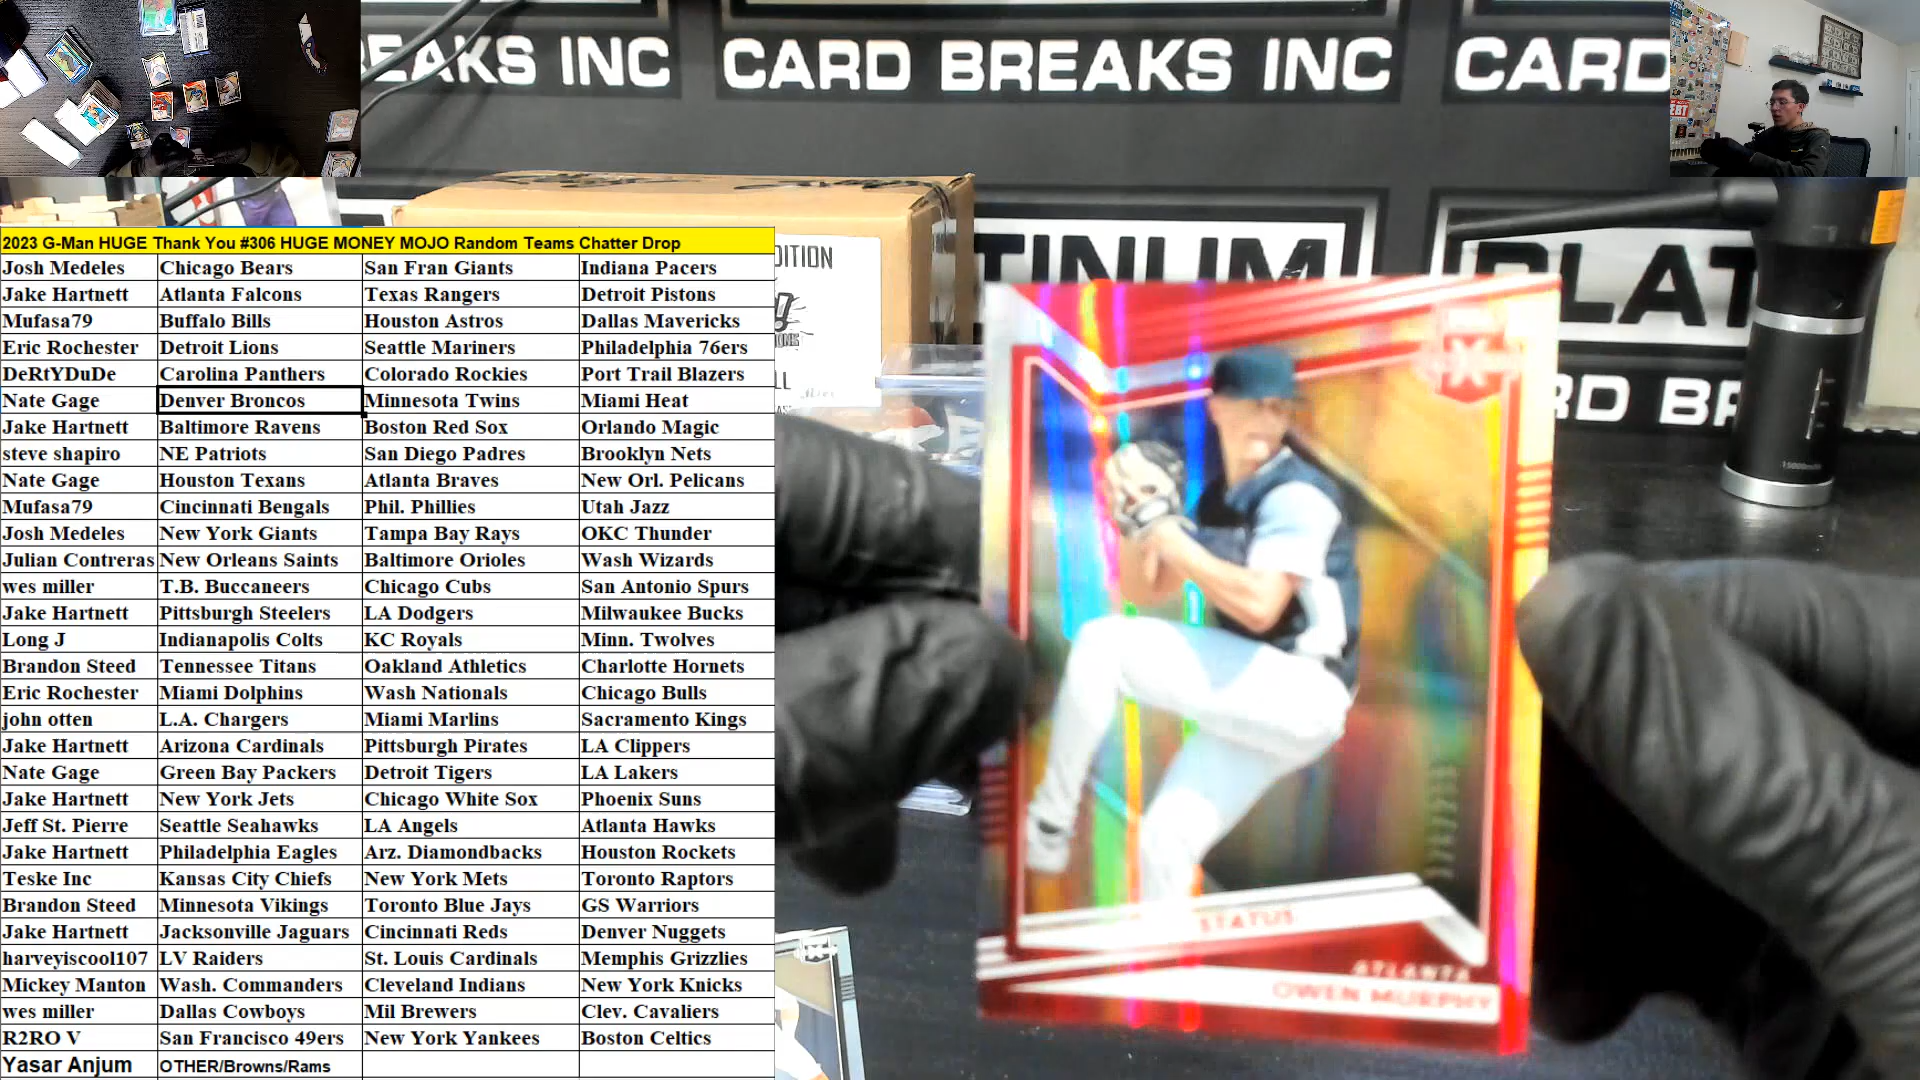 EAKS INC
CARD BREAKS INC
CARD
2023 G-Man HUGE Thank You #306 HUGE MONEY MOJO Random Teams Chatter Drop
Josh Medeles Chicago Bears San Fran Giants Indiana Pacers
Jake Hartnett Atlanta Falcons Texas Rangers Detroit Pistons
Mufasa79 Buffalo Bills Houston Astros Dallas Mavericks
Eric Rochester Detroit Lions Seattle Mariners Philadelphia 76ers
DeRtYDuDe Carolina Panthers Colorado Rockies Port Trail Blazers
Nate Gage Denver Broncos Minnesota Twins Miami Heat
Jake Hartnett Baltimore Ravens Boston Red Sox Orlando Magic
steve shapiro NE Patriots San Diego Padres Brooklyn Nets
Nate Gage Houston Texans Atlanta Braves New Orl. Pelicans
Mufasa79 Cincinnati Bengals Phil. Phillies Utah Jazz
Josh Medeles New York Giants Tampa Bay Rays OKC Thunder
Julian Contreras New Orleans Saints Baltimore Orioles Wash Wizards
wes miller T.B. Buccaneers Chicago Cubs San Antonio Spurs
Jake Hartnett Pittsburgh Steelers LA Dodgers Milwaukee Bucks
Long J Indianapolis Colts KC Royals Minn. Twolves
Brandon Steed Tennessee Titans Oakland Athletics Charlotte Hornets
Eric Rochester Miami Dolphins Wash Nationals Chicago Bulls
john otten L.A. Chargers Miami Marlins Sacramento Kings
Jake Hartnett Arizona Cardinals Pittsburgh Pirates LA Clippers
Nate Gage Green Bay Packers Detroit Tigers LA Lakers
Jake Hartnett New York Jets Chicago White Sox Phoenix Suns
Jeff St. Pierre Seattle Seahawks LA Angels Atlanta Hawks
Jake Hartnett Philadelphia Eagles Arz. Diamondbacks Houston Rockets
Teske Inc Kansas City Chiefs New York Mets Toronto Raptors
Brandon Steed Minnesota Vikings Toronto Blue Jays GS Warriors
Jake Hartnett Jacksonville Jaguars Cincinnati Reds Denver Nuggets
harveyiscool107 LV Raiders St. Louis Cardinals Memphis Grizzlies
Mickey Manton Wash. Commanders Cleveland Indians New York Knicks
wes miller Dallas Cowboys Mil Brewers Clev. Cavaliers
R2RO V San Francisco 49ers New York Yankees Boston Celtics
Yasar Anjum OTHER/Browns/Rams
DITION
TINUM
PLAT
RD BR
STATUS
ATLANTA
OWEN MURPHY